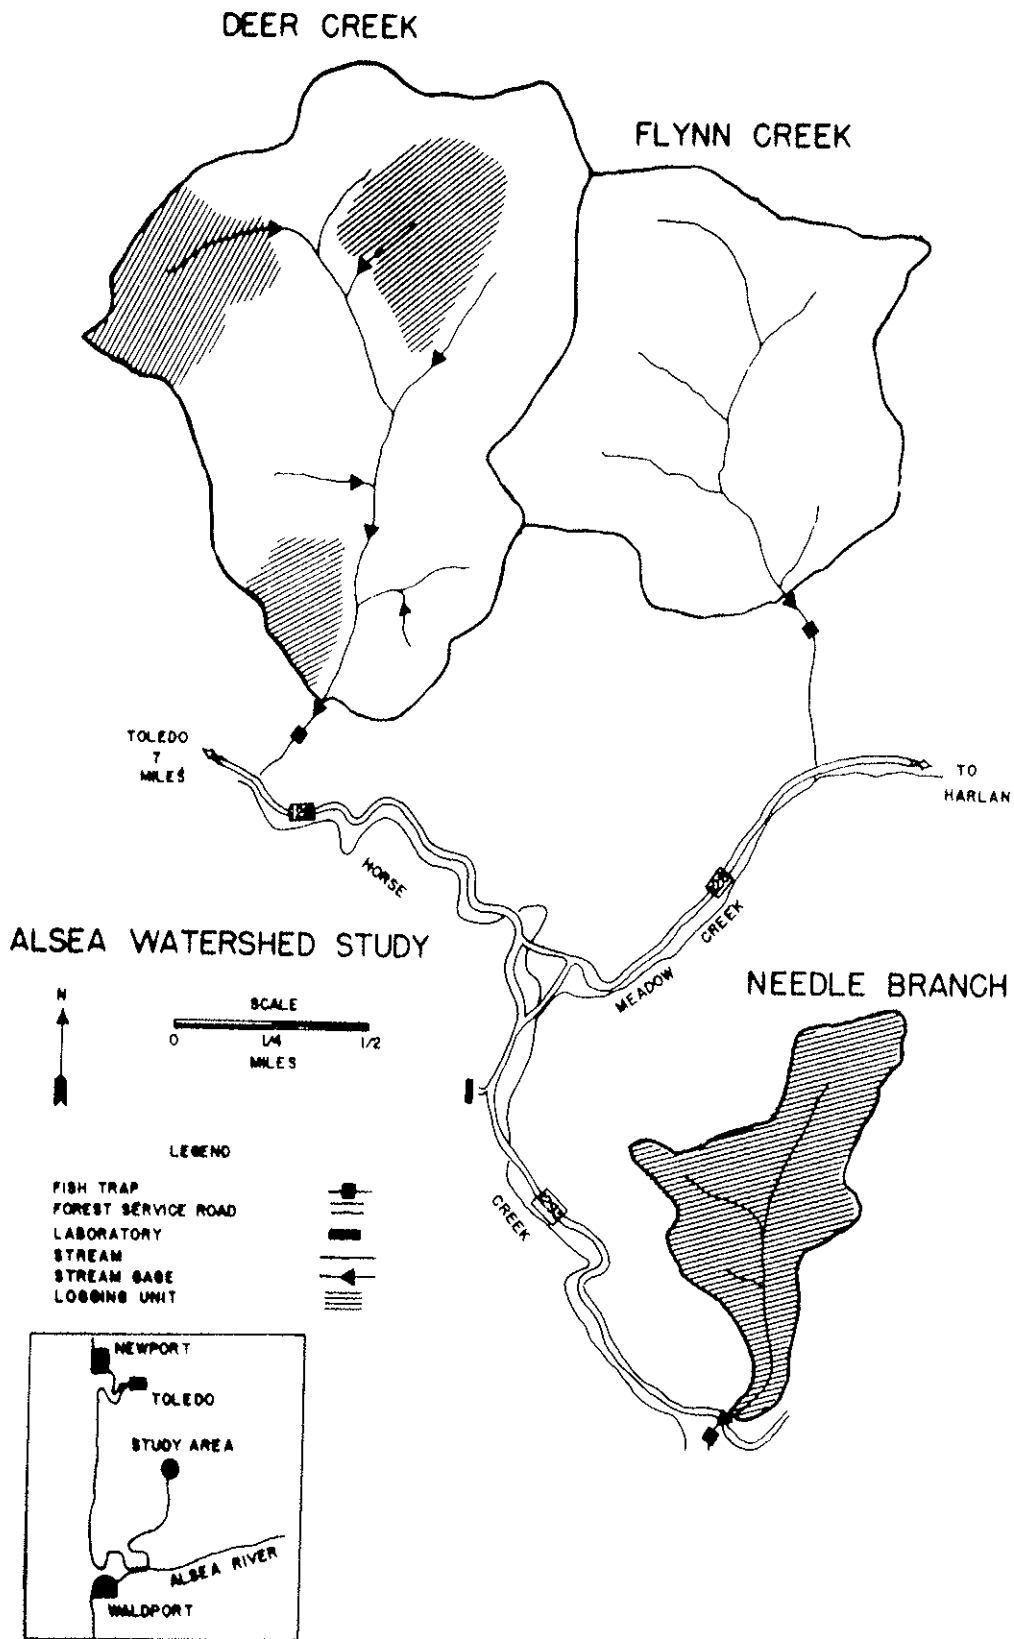 DEER CREEK
FLYNN CREEK
TOLEDO
7
MILES
TO
HARLAN
HORSE
CREEK
MEADOW
ALSEA WATERSHED STUDY
NEEDLE BRANCH
N
SCALE
0 1/4 1/2
MILES
CREEK
LEGEND
FISH TRAP
FOREST SERVICE ROAD
LABORATORY
STREAM
STREAM GAGE
LOGGING UNIT
NEWPORT
TOLEDO
STUDY AREA
ALSEA RIVER
WALDPORT